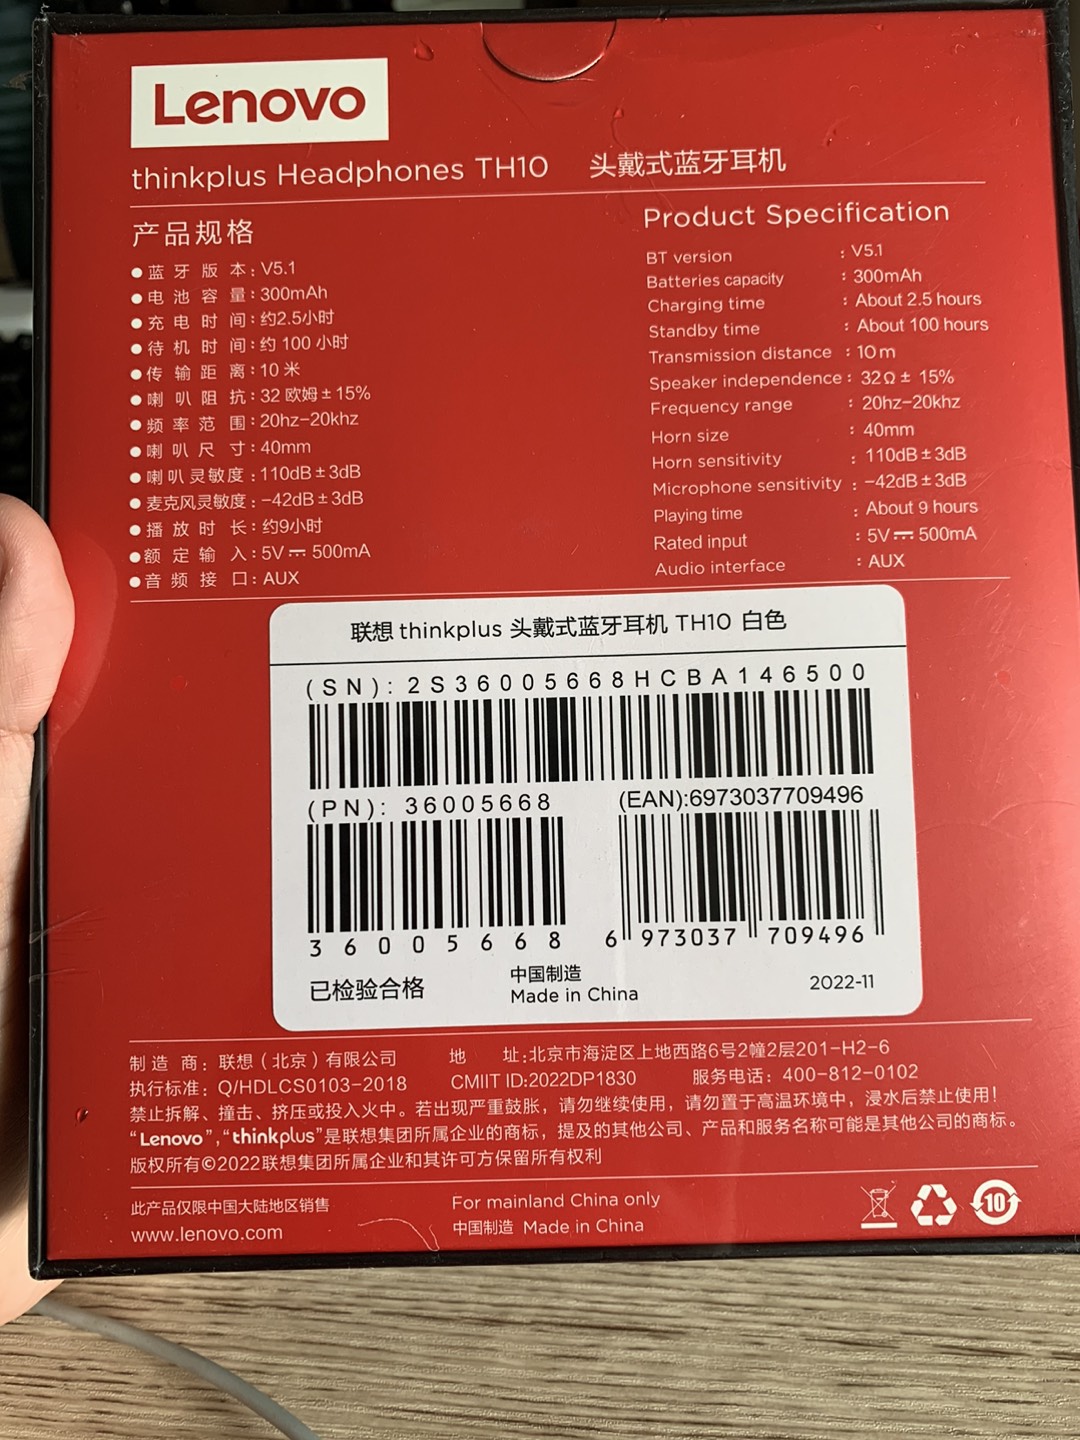 Lenovo
thinkplus Headphones TH10 头戴式蓝牙耳机
产品规格
●蓝牙版本：V5.1
●电池容量：300mAh
●充电时间：约2.5小时
●待机时间：约 100 小时
●传输距离：10 米
●喇叭阻抗：32 欧姆±15%
●频率范围：20hz-20khz
●喇叭尺寸：40mm
●喇叭灵敏度：110dB±3dB
●麦克风灵敏度：-42dB±3dB
●播放时长：约9小时
●额定输入：5V⎓500mA
●音频接口：AUX
Product Specification
BT version : V5.1
Batteries capacity : 300mAh
Charging time : About 2.5 hours
Standby time : About 100 hours
Transmission distance : 10m
Speaker independence : 32Ω± 15%
Frequency range : 20hz-20khz
Horn size : 40mm
Horn sensitivity : 110dB±3dB
Microphone sensitivity : -42dB±3dB
Playing time : About 9 hours
Rated input : 5V⎓500mA
Audio interface : AUX
联想 thinkplus 头戴式蓝牙耳机 TH10 白色
(SN): 2S36005668HCBA146500
(PN): 36005668
(EAN):6973037709496
36005668
6 973037 709496
已检验合格
中国制造
Made in China
2022-11
制造商：联想（北京）有限公司 地址:北京市海淀区上地西路6号2幢2层201-H2-6
执行标准：Q/HDLCS0103-2018 CMIIT ID:2022DP1830 服务电话：400-812-0102
禁止拆解、撞击、挤压或投入火中。若出现严重鼓胀，请勿继续使用，请勿置于高温环境中，浸水后禁止使用！
“Lenovo”,“thinkplus”是联想集团所属企业的商标，提及的其他公司、产品和服务名称可能是其他公司的商标。
版权所有©2022联想集团所属企业和其许可方保留所有权利
此产品仅限中国大陆地区销售
www.lenovo.com
For mainland China only
中国制造 Made in China
10